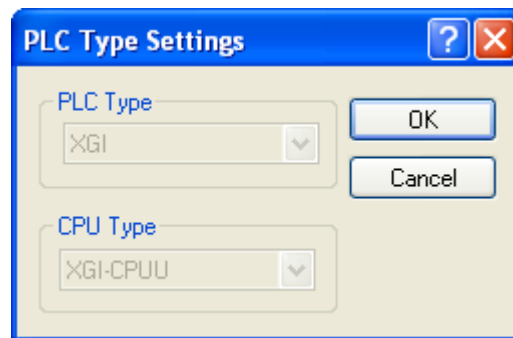 PLC Type Settings
?
PLC Type
XGI
OK
Cancel
CPU Type
XGI-CPUU